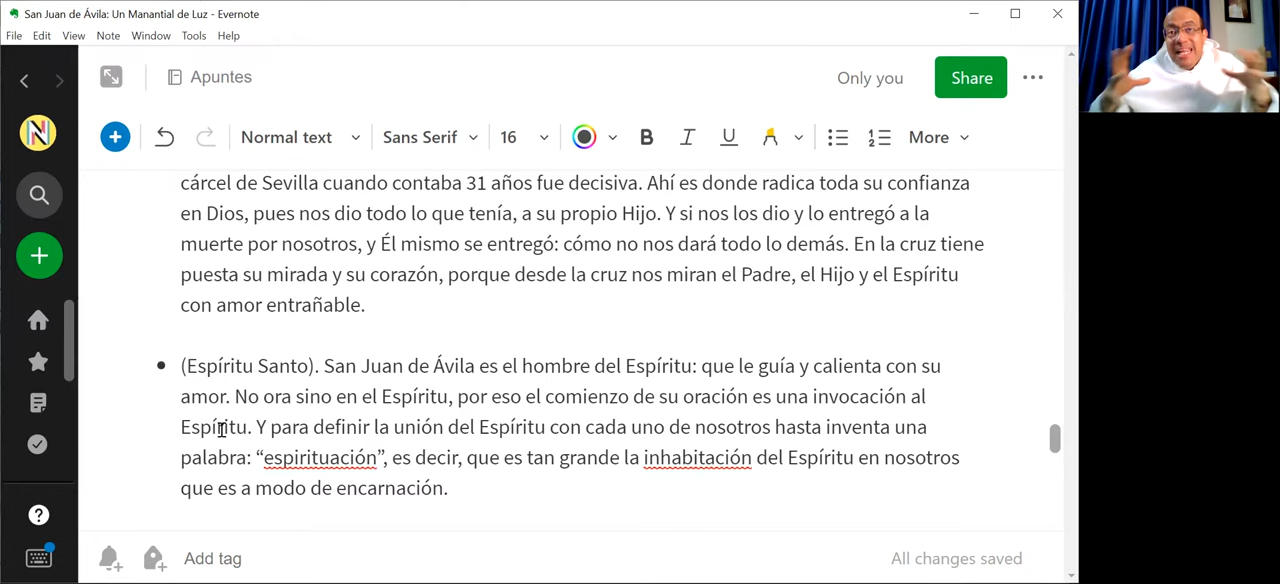 San Juan de Ávila: Un Manantial de Luz - Evernote
File Edit View Note Window Tools Help
Apuntes
Only you
Share
Normal text
Sans Serif
16
B I U
More
cárcel de Sevilla cuando contaba 31 años fue decisiva. Ahí es donde radica toda su confianza
en Dios, pues nos dio todo lo que tenía, a su propio Hijo. Y si nos los dio y lo entregó a la
muerte por nosotros, y Él mismo se entregó: cómo no nos dará todo lo demás. En la cruz tiene
puesta su mirada y su corazón, porque desde la cruz nos miran el Padre, el Hijo y el Espíritu
con amor entrañable.
(Espíritu Santo). San Juan de Ávila es el hombre del Espíritu: que le guía y calienta con su
amor. No ora sino en el Espíritu, por eso el comienzo de su oración es una invocación al
Espíritu. Y para definir la unión del Espíritu con cada uno de nosotros hasta inventa una
palabra: “espirituación”, es decir, que es tan grande la inhabitación del Espíritu en nosotros
que es a modo de encarnación.
Add tag
All changes saved